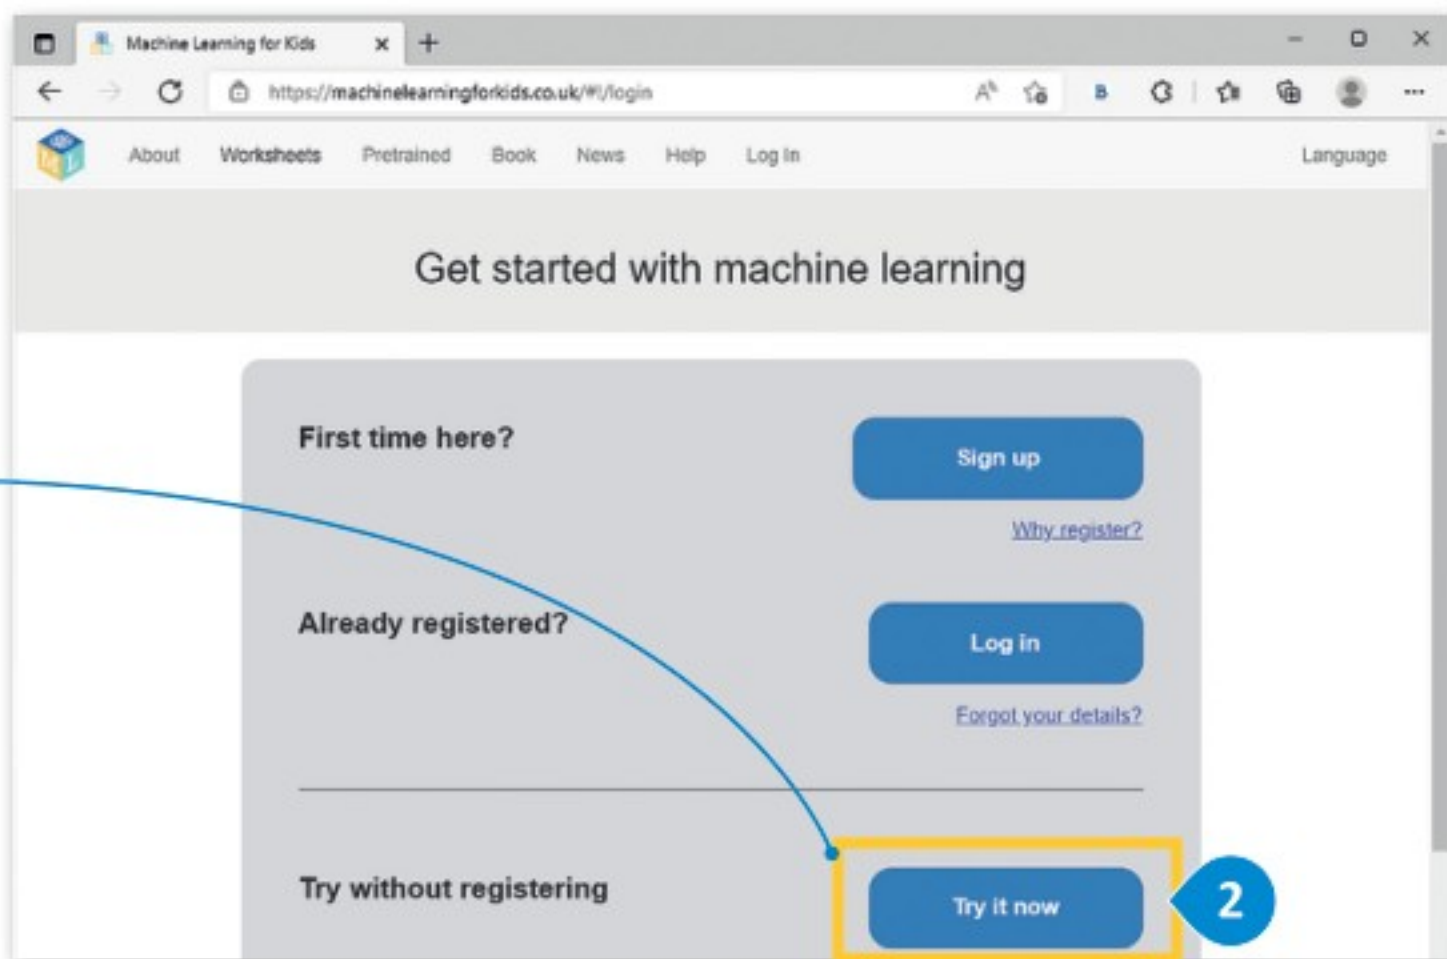 Machine Learning for Kids
https://machinelearningforkids.co.uk/#!/login
About Worksheets Pretrained Book News Help Log In Language
Get started with machine learning
First time here?
Sign up
Why register?
Already registered?
Log in
Forgot your details?
Try without registering
Try it now
2